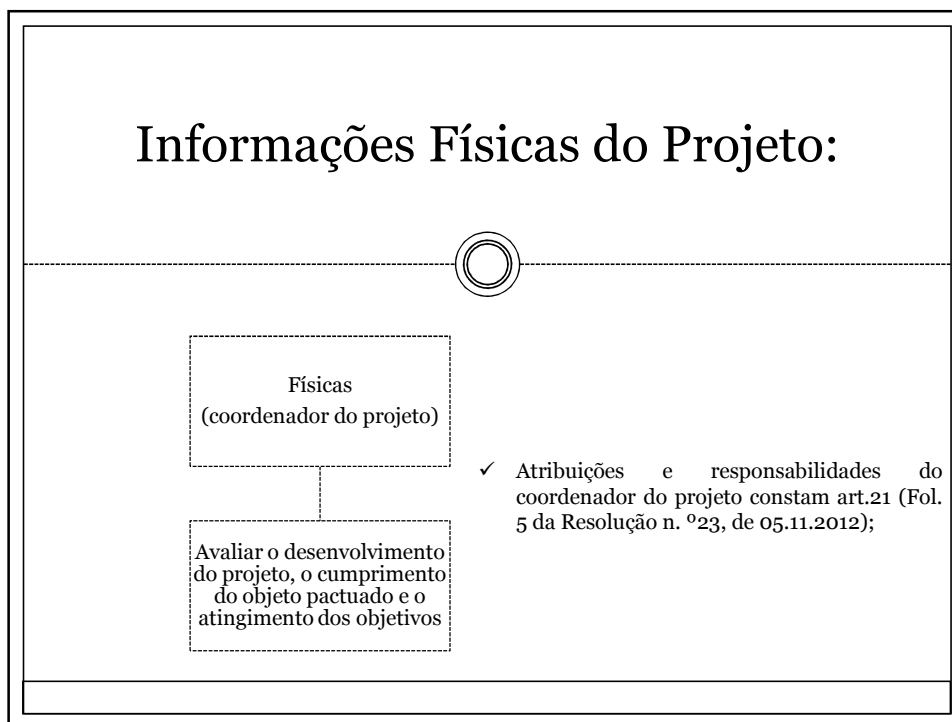 Informações Físicas do Projeto:
Físicas
(coordenador do projeto)
Avaliar o desenvolvimento
do projeto, o cumprimento
do objeto pactuado e o
atingimento dos objetivos
✓ Atribuições e responsabilidades do
coordenador do projeto constam art.21 (Fol.
5 da Resolução n. º23, de 05.11.2012);